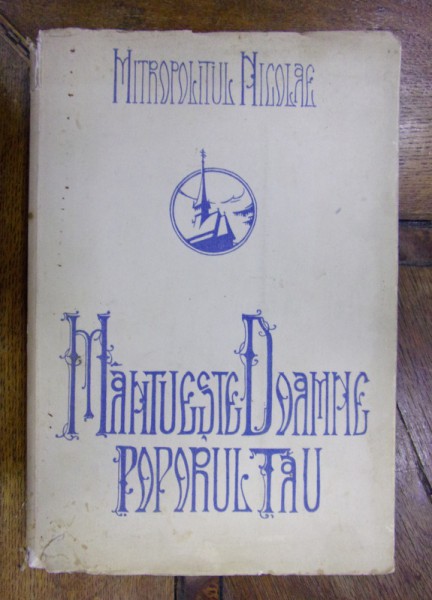 MITROPOLITUL NICOLAE
MÂNTUEȘTE DOAMNE
POPORUL TĂU